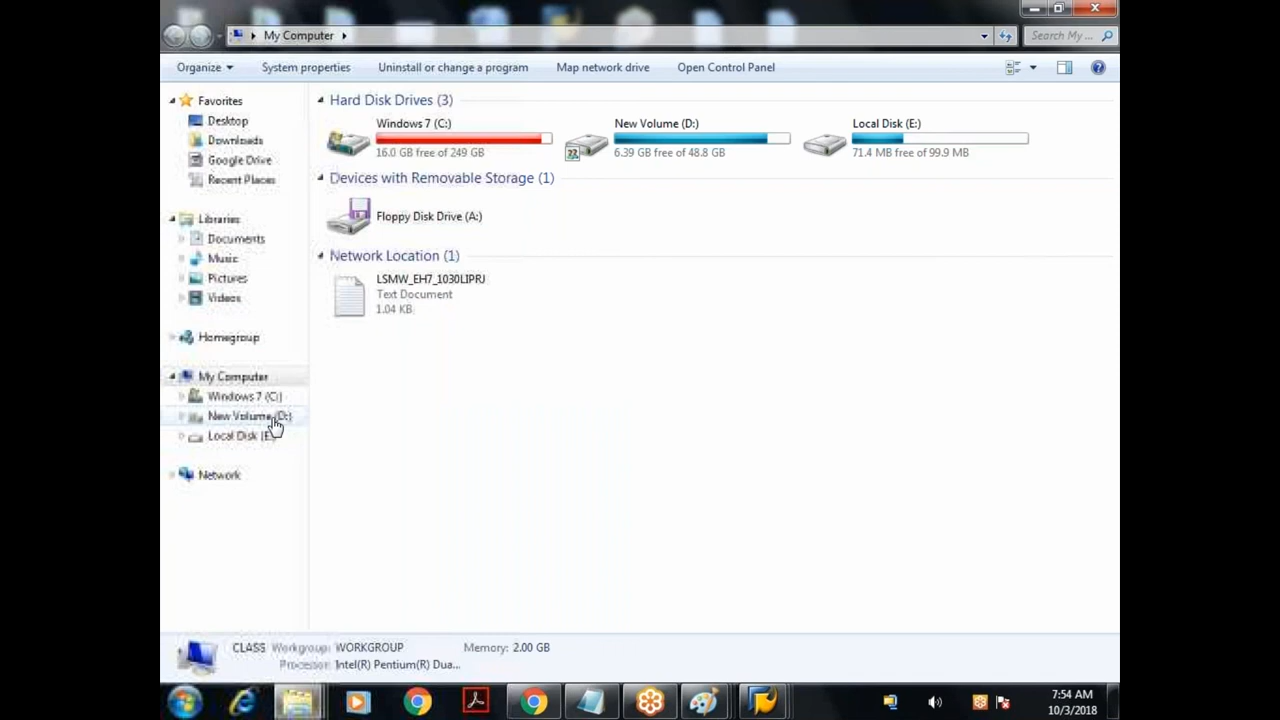 My Computer
Search My ...
Organize
System properties
Uninstall or change a program
Map network drive
Open Control Panel
Favorites
Desktop
Downloads
Google Drive
Recent Places
Libraries
Documents
Music
Pictures
Videos
Homegroup
My Computer
Windows 7 (C:)
New Volume (D:)
Local Disk (E:
Network
Hard Disk Drives (3)
Windows 7 (C:)
16.0 GB free of 249 GB
New Volume (D:)
6.39 GB free of 48.8 GB
Local Disk (E:)
71.4 MB free of 99.9 MB
Devices with Removable Storage (1)
Floppy Disk Drive (A:)
Network Location (1)
LSMW_EH7_1030LIPRJ
Text Document
1.04 KB
CLASS Workgroup: WORKGROUP Memory: 2.00 GB
Processor: Intel(R) Pentium(R) Dua...
7:54 AM
10/3/2018